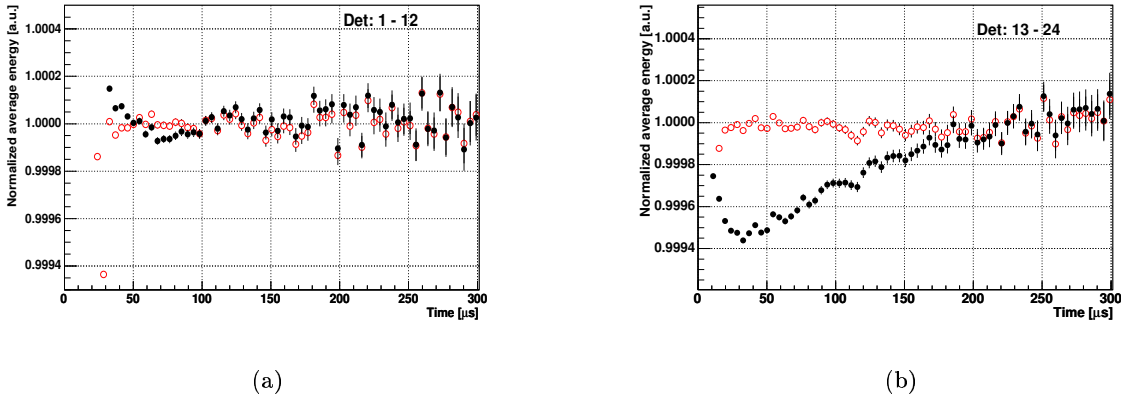 Normalized average energy [a.u.]
Det: 1 - 12
1.0004
1.0002
1.0000
0.9998
0.9996
0.9994
0 50 100 150 200 250 300
Time [μs]
(a)
Normalized average energy [a.u.]
Det: 13 - 24
1.0004
1.0002
1.0000
0.9998
0.9996
0.9994
0 50 100 150 200 250 300
Time [μs]
(b)